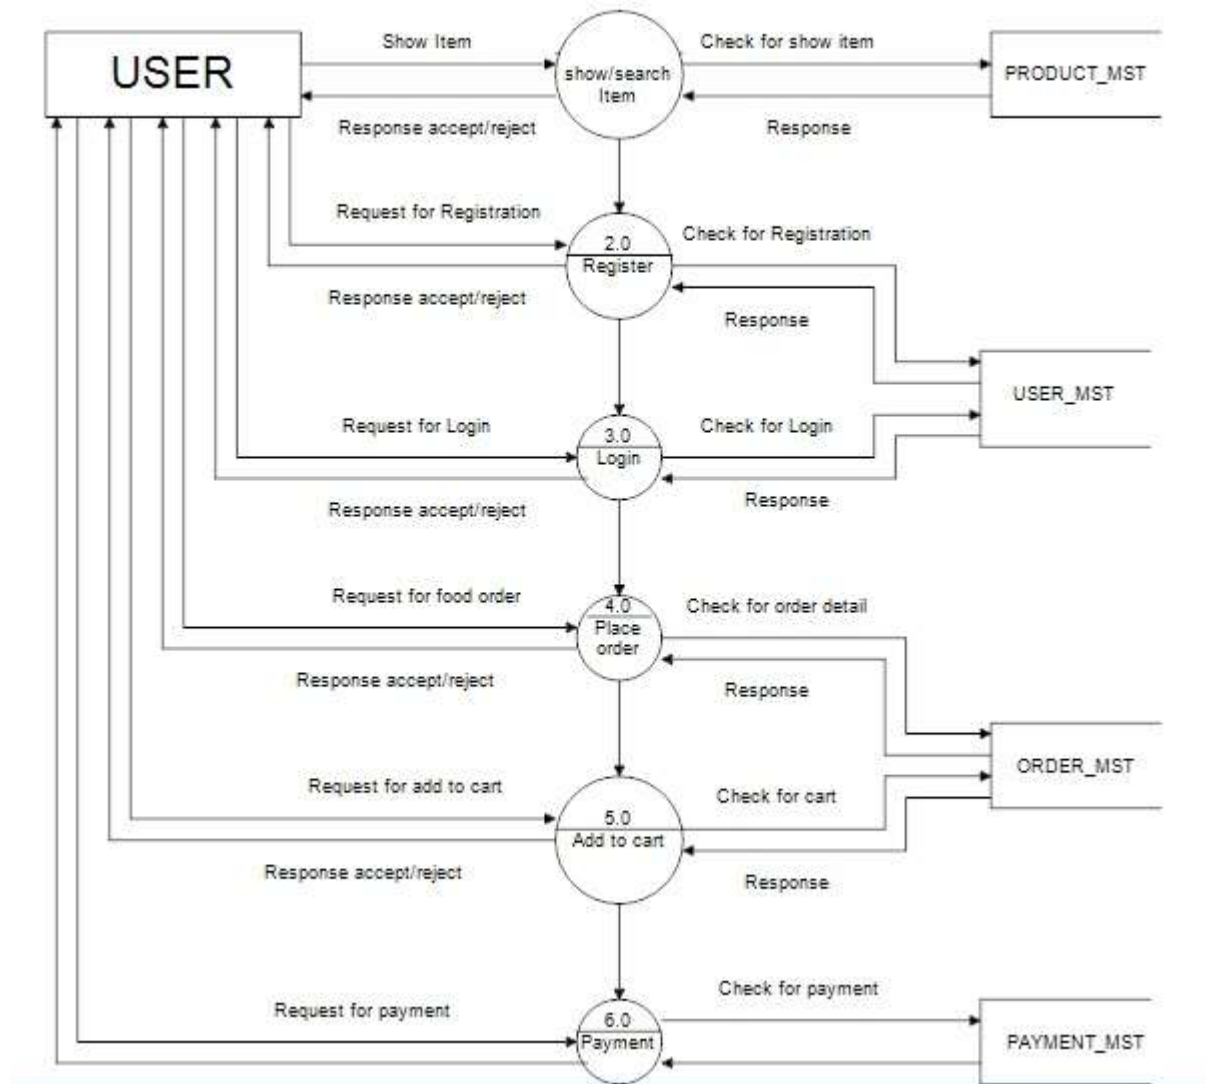 USER
Show Item
show/search
Item
Check for show item
PRODUCT_MST
Response accept/reject
Response
Request for Registration
2.0
Register
Check for Registration
Response accept/reject
Response
USER_MST
Request for Login
3.0
Login
Check for Login
Response accept/reject
Response
Request for food order
4.0
Place
order
Check for order detail
Response accept/reject
Response
ORDER_MST
Request for add to cart
5.0
Add to cart
Check for cart
Response accept/reject
Response
Request for payment
6.0
Payment
Check for payment
PAYMENT_MST